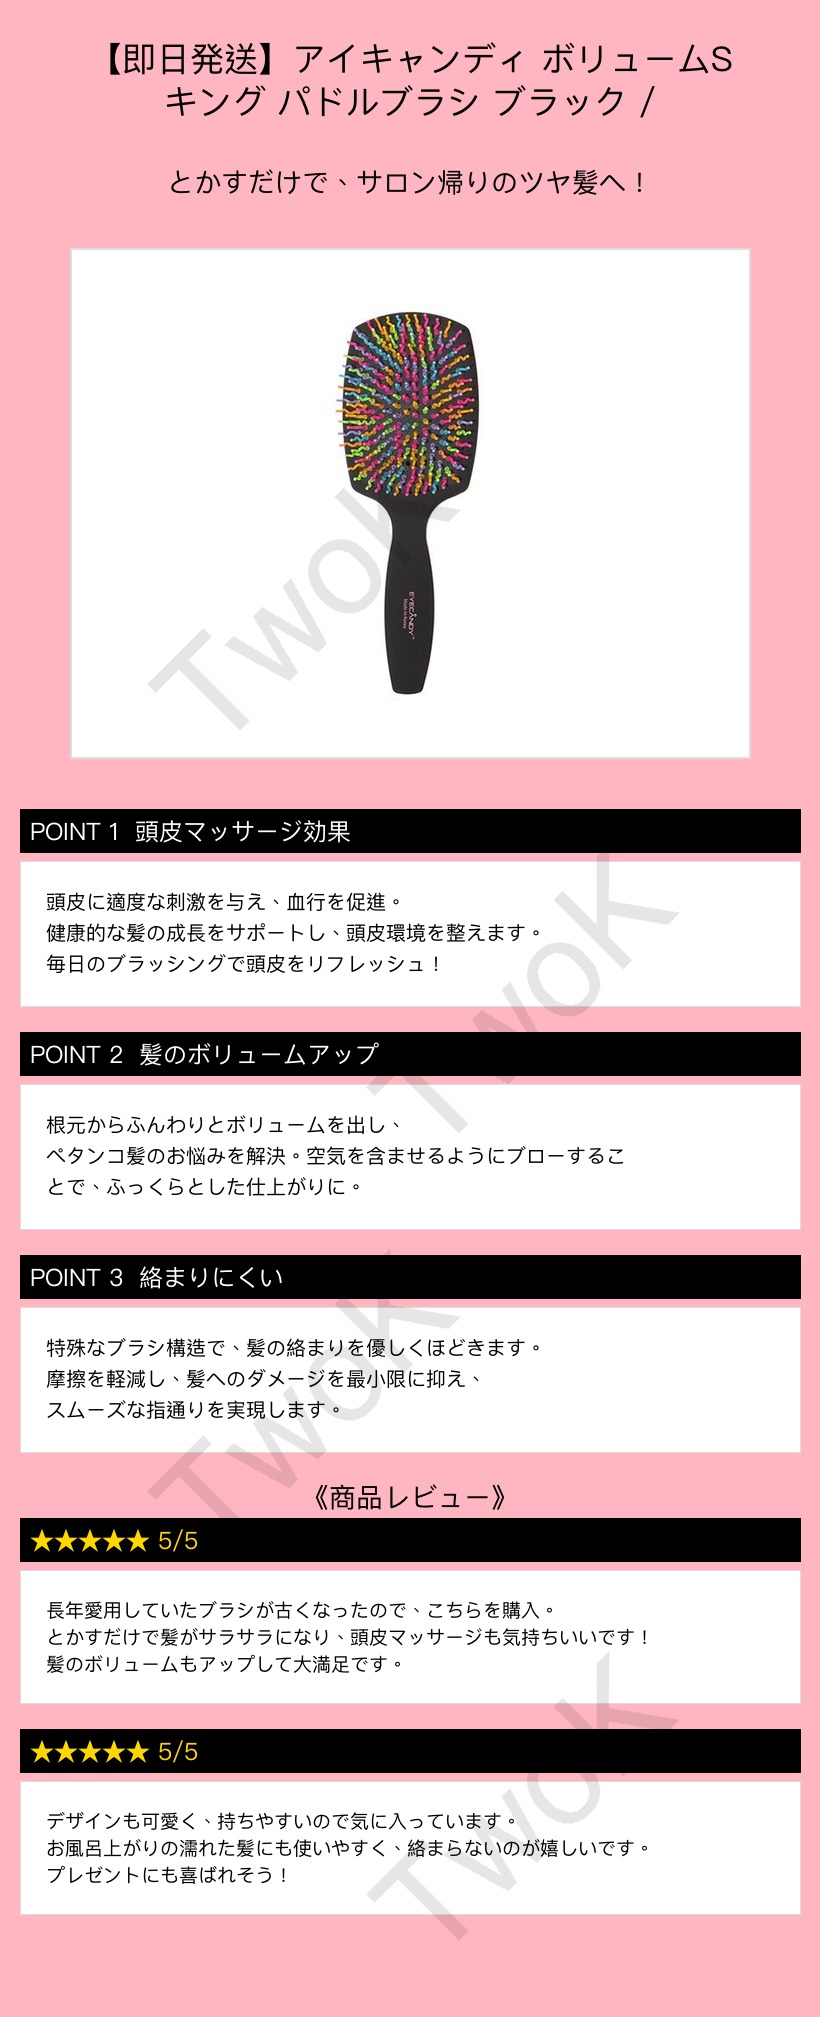 【即日発送】アイキャンディ ボリュームS
キング パドルブラシ ブラック /
とかすだけで、サロン帰りのツヤ髪へ！
EYECANDY™
Made in Korea
TwoK
POINT 1 頭皮マッサージ効果
頭皮に適度な刺激を与え、血行を促進。
健康的な髪の成長をサポートし、頭皮環境を整えます。
毎日のブラッシングで頭皮をリフレッシュ！
TwoK
POINT 2 髪のボリュームアップ
根元からふんわりとボリュームを出し、
ペタンコ髪のお悩みを解決。空気を含ませるようにブローするこ
とで、ふっくらとした仕上がりに。
POINT 3 絡まりにくい
特殊なブラシ構造で、髪の絡まりを優しくほどきます。
摩擦を軽減し、髪へのダメージを最小限に抑え、
スムーズな指通りを実現します。
TwoK
《商品レビュー》
★★★★★ 5/5
長年愛用していたブラシが古くなったので、こちらを購入。
とかすだけで髪がサラサラになり、頭皮マッサージも気持ちいいです！
髪のボリュームもアップして大満足です。
★★★★★ 5/5
デザインも可愛く、持ちやすいので気に入っています。
お風呂上がりの濡れた髪にも使いやすく、絡まらないのが嬉しいです。
プレゼントにも喜ばれそう！
TwoK